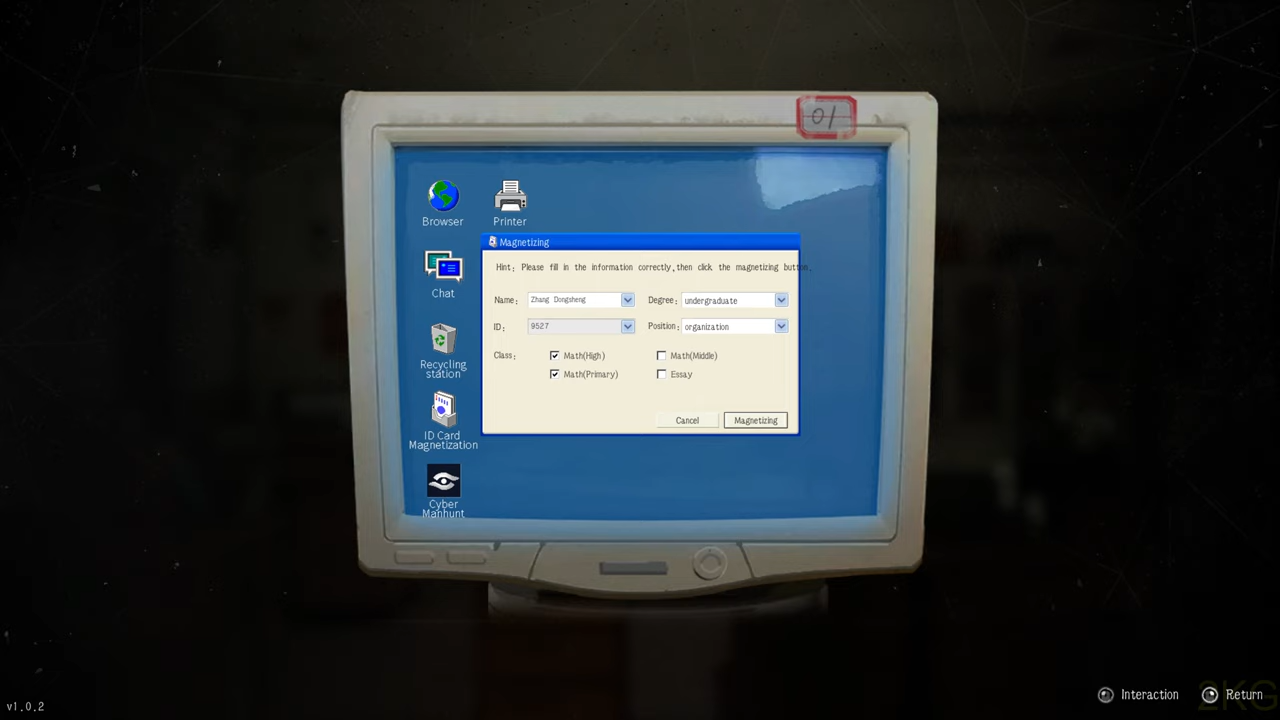 01
Browser
Printer
Chat
Recycling
station
ID Card
Magnetization
Cyber
Manhunt
Magnetizing
Hint: Please fill in the information correctly,then click the magnetizing button.
Name: Zhang Dongsheng Degree: undergraduate
ID: 9527 Position: organization
Class: Math(High) Math(Middle)
Math(Primary) Essay
Cancel Magnetizing
Interaction Return
2KG
v1.0.2